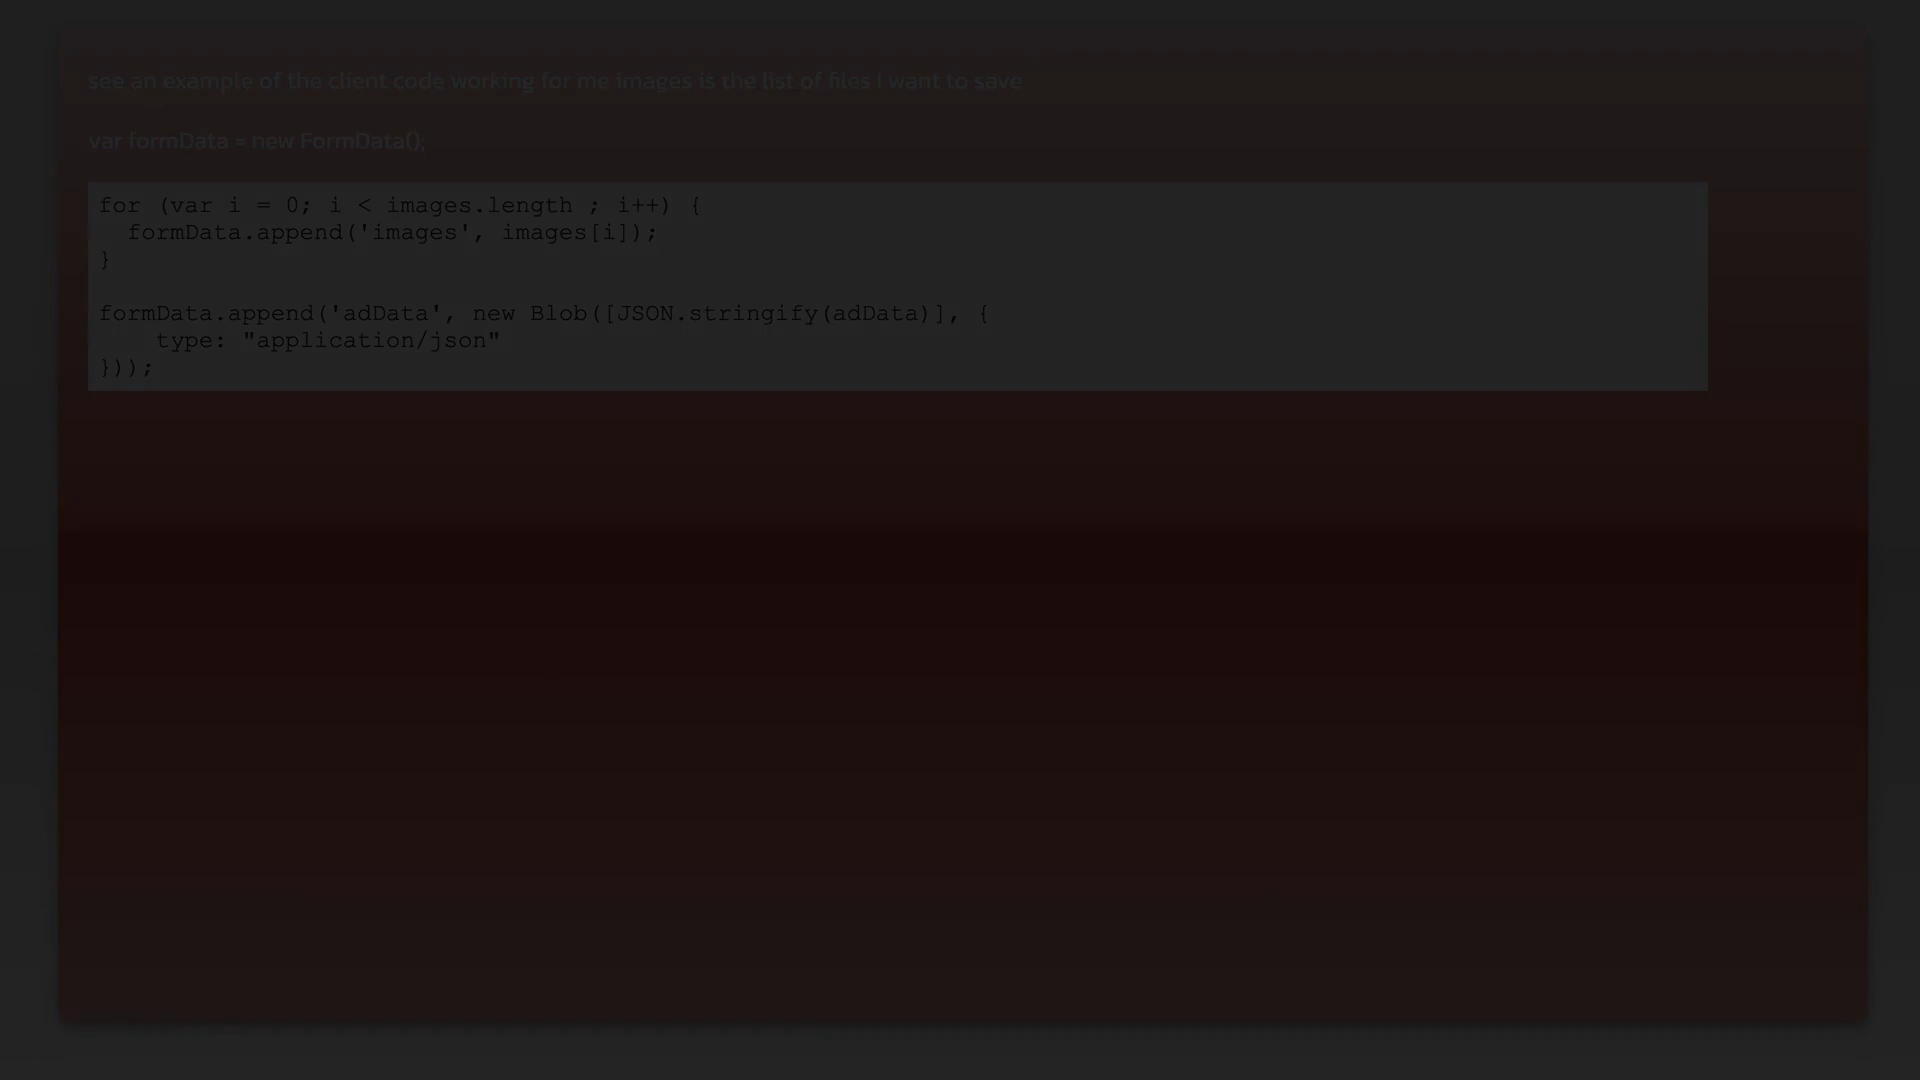 see an example of the client code working for me images is the list of files I want to save
var formData = new FormData();
for (var i = 0; i < images.length ; i++) {
  formData.append('images', images[i]);
}
formData.append('adData', new Blob([JSON.stringify(adData)], {
    type: "application/json"
}));